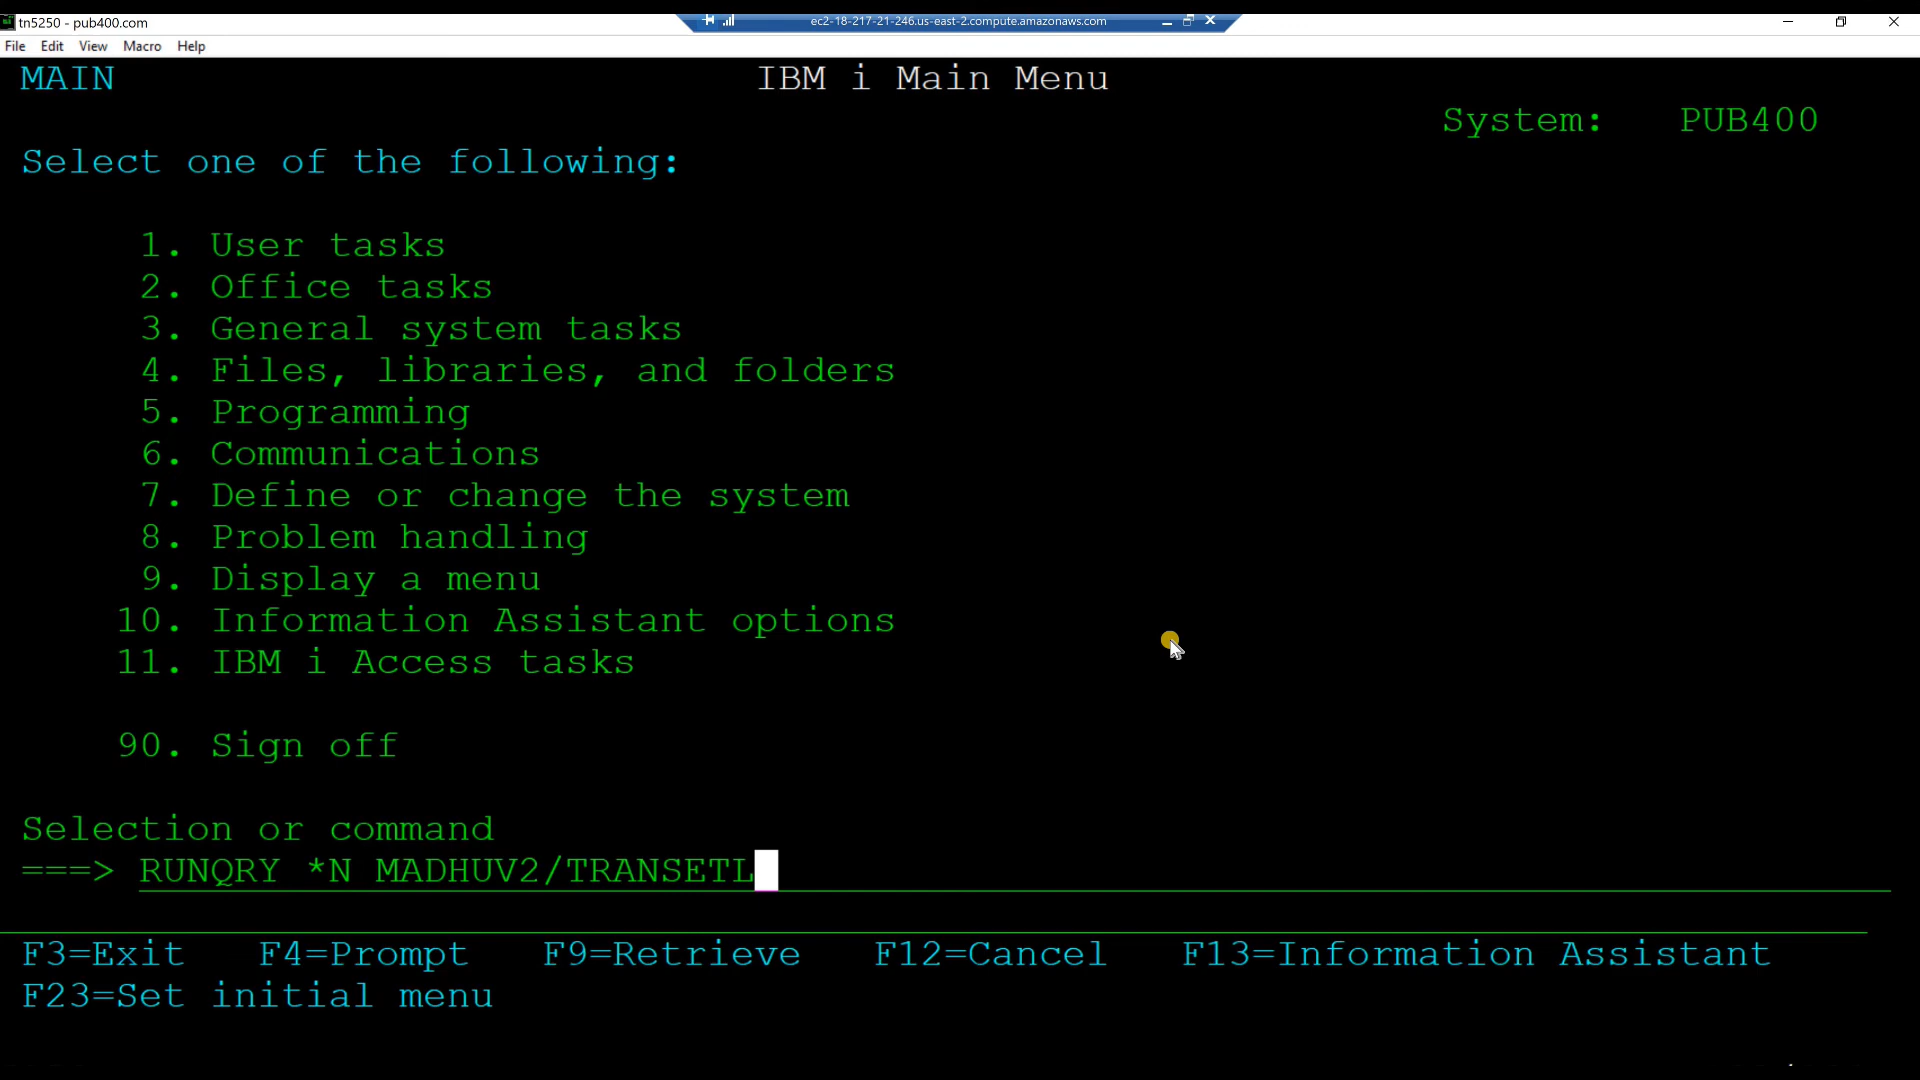 tn5250 - pub400.com
ec2-18-217-21-246.us-east-2.compute.amazonaws.com
File Edit View Macro Help
MAIN IBM i Main Menu
System: PUB400
Select one of the following:
1. User tasks
2. Office tasks
3. General system tasks
4. Files, libraries, and folders
5. Programming
6. Communications
7. Define or change the system
8. Problem handling
9. Display a menu
10. Information Assistant options
11. IBM i Access tasks
90. Sign off
Selection or command
===> RUNQRY *N MADHUV2/TRANSETL
F3=Exit F4=Prompt F9=Retrieve F12=Cancel F13=Information Assistant
F23=Set initial menu